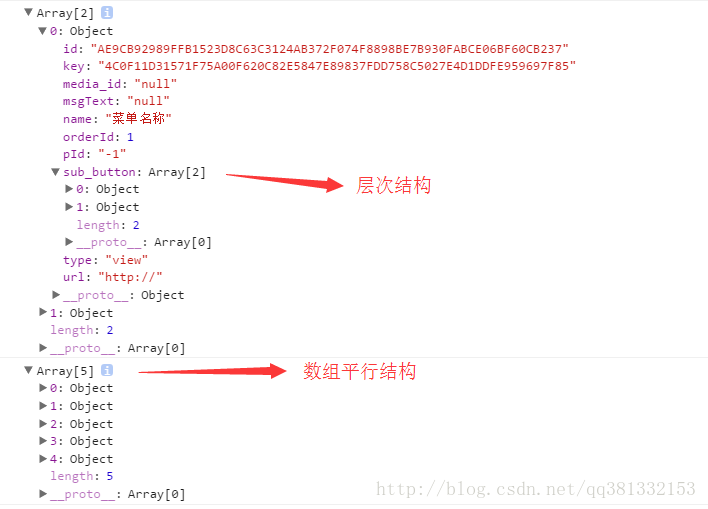 ▼Array[2] i
▼0: Object
id: "AE9CB92989FFB1523D8C63C3124AB372F074F8898BE7B930FABCE06BF60CB237"
key: "4C0F11D31571F75A00F620C82E5847E89837FDD758C5027E4D1DDFE959697F85"
media_id: "null"
msgText: "null"
name: "菜单名称"
orderId: 1
pId: "-1"
▼sub_button: Array[2] 层次结构
▶0: Object
▶1: Object
length: 2
▶__proto__: Array[0]
type: "view"
url: "http://"
▶__proto__: Object
▶1: Object
length: 2
▶__proto__: Array[0]
▼Array[5] i 数组平行结构
▶0: Object
▶1: Object
▶2: Object
▶3: Object
▶4: Object
length: 5
▶__proto__: Array[0]
http://blog.csdn.net/qq381332153